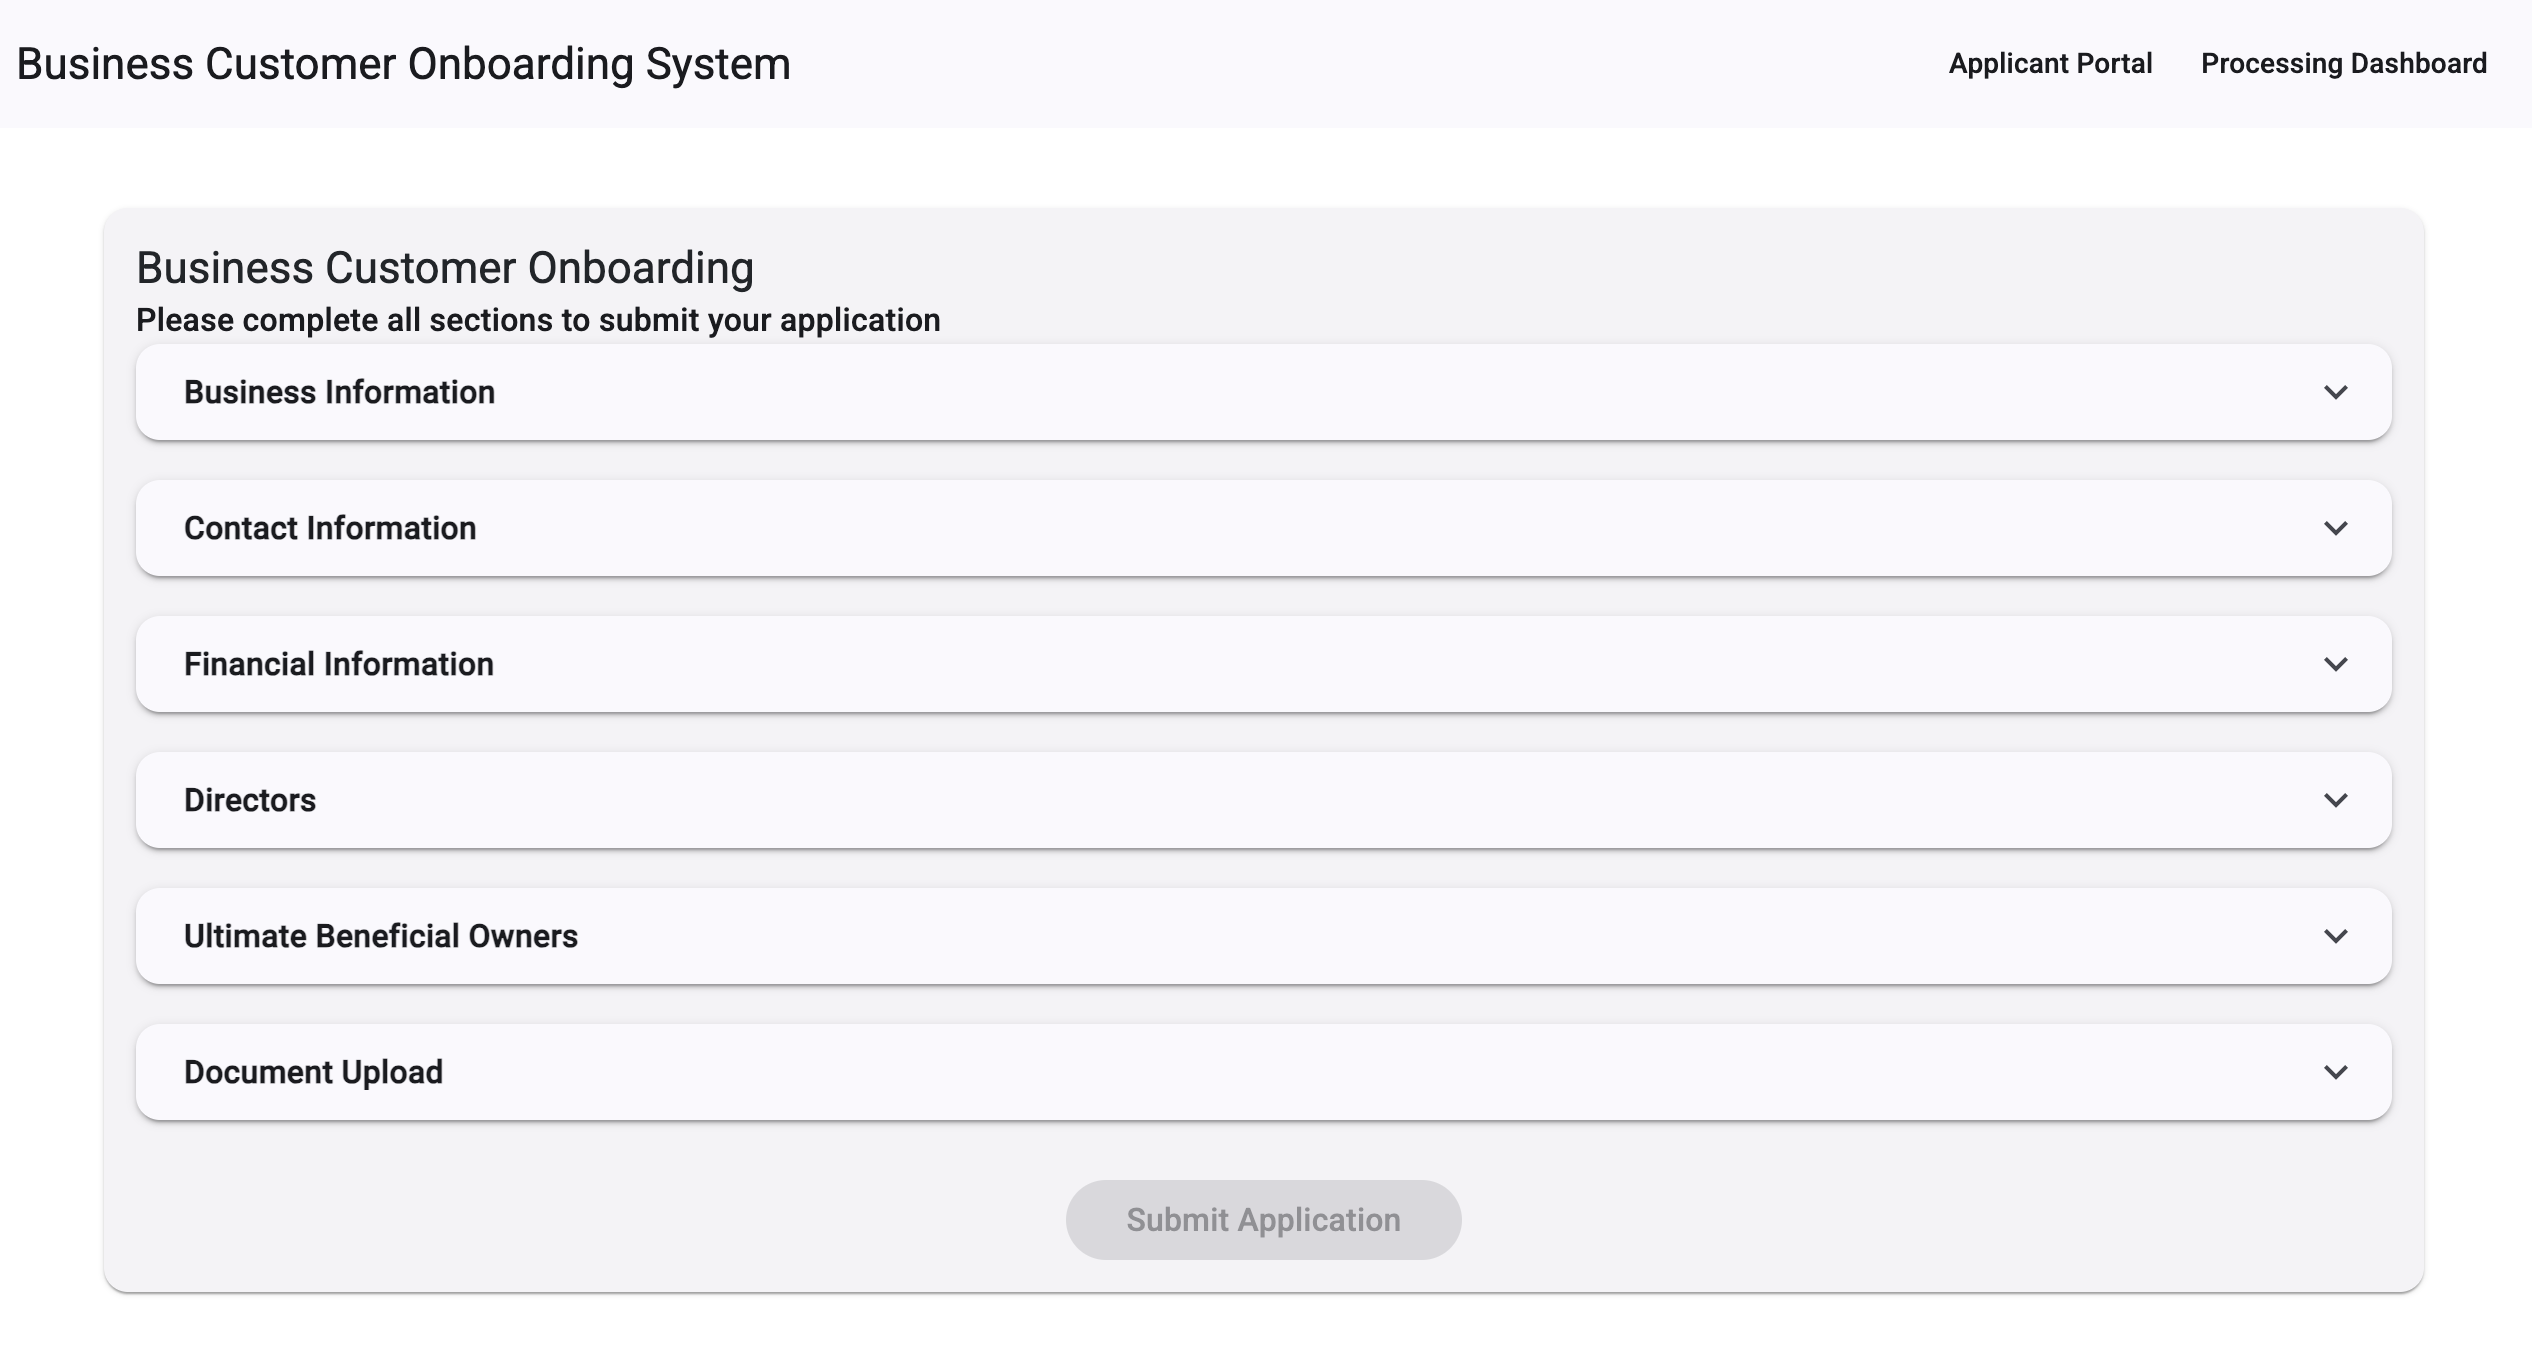 Business Customer Onboarding System
Applicant Portal
Processing Dashboard
Business Customer Onboarding
Please complete all sections to submit your application
Business Information
Contact Information
Financial Information
Directors
Ultimate Beneficial Owners
Document Upload
Submit Application